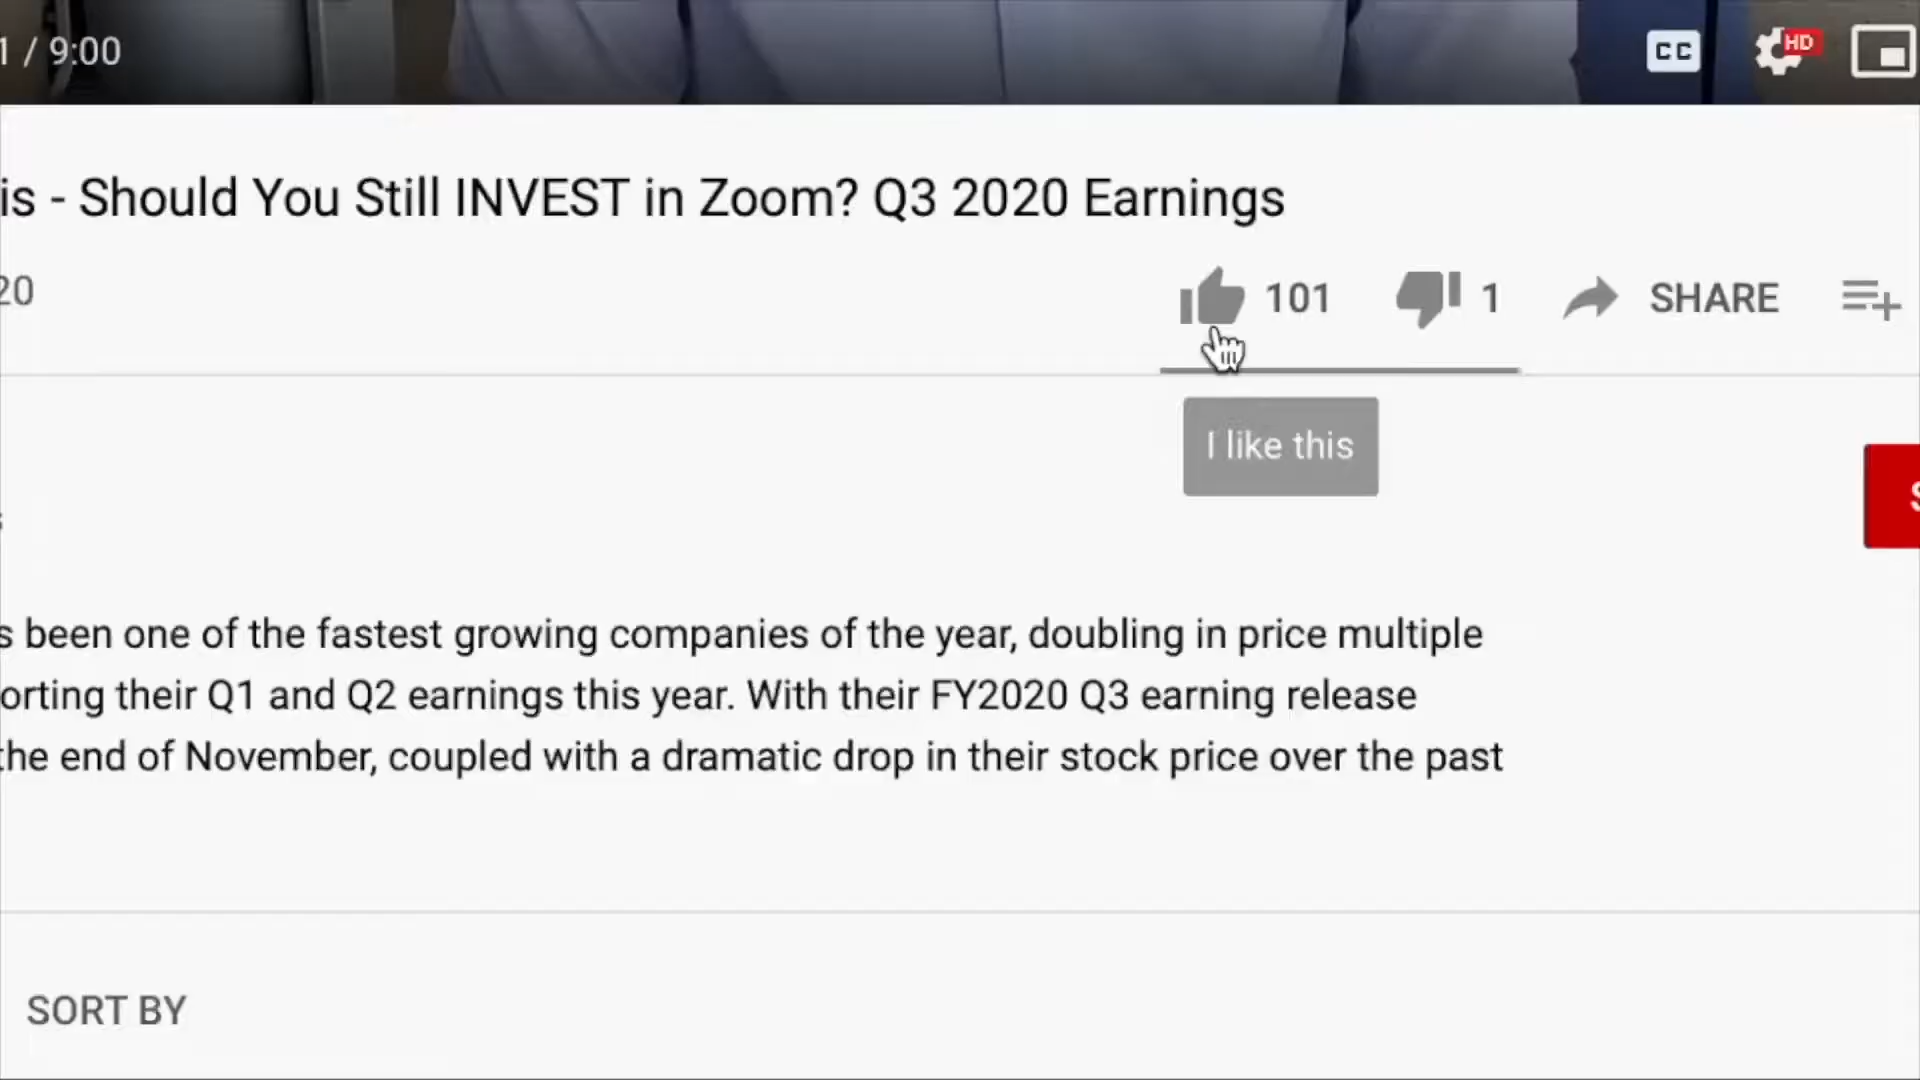 / 9:00
CC
HD
is - Should You Still INVEST in Zoom? Q3 2020 Earnings
20
101
1
SHARE
I like this
S
s been one of the fastest growing companies of the year, doubling in price multiple
orting their Q1 and Q2 earnings this year. With their FY2020 Q3 earning release
the end of November, coupled with a dramatic drop in their stock price over the past
SORT BY